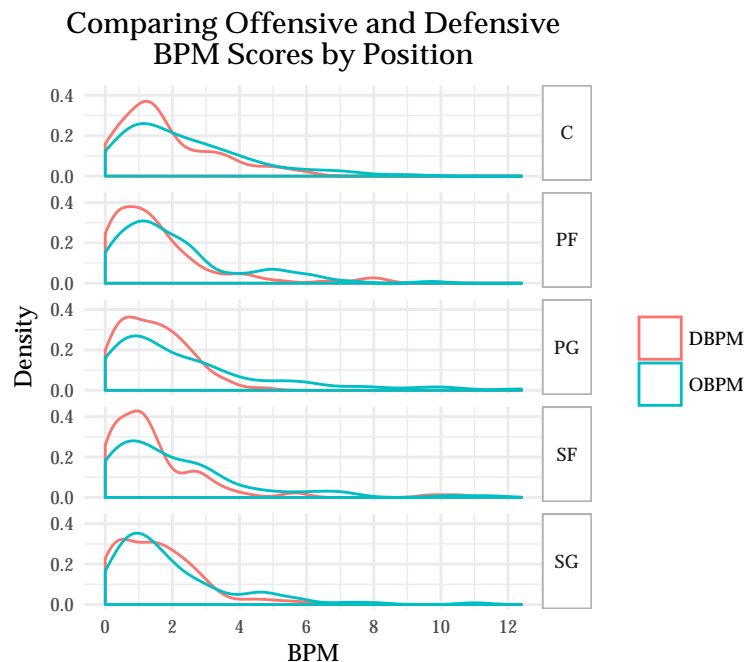 Comparing Offensive and Defensive
BPM Scores by Position
0.4
0.2
0.0
C
0.4
0.2
0.0
PF
0.4
0.2
0.0
PG
0.4
0.2
0.0
SF
0.4
0.2
0.0
SG
Density
0 2 4 6 8 10 12
BPM
DBPM
OBPM